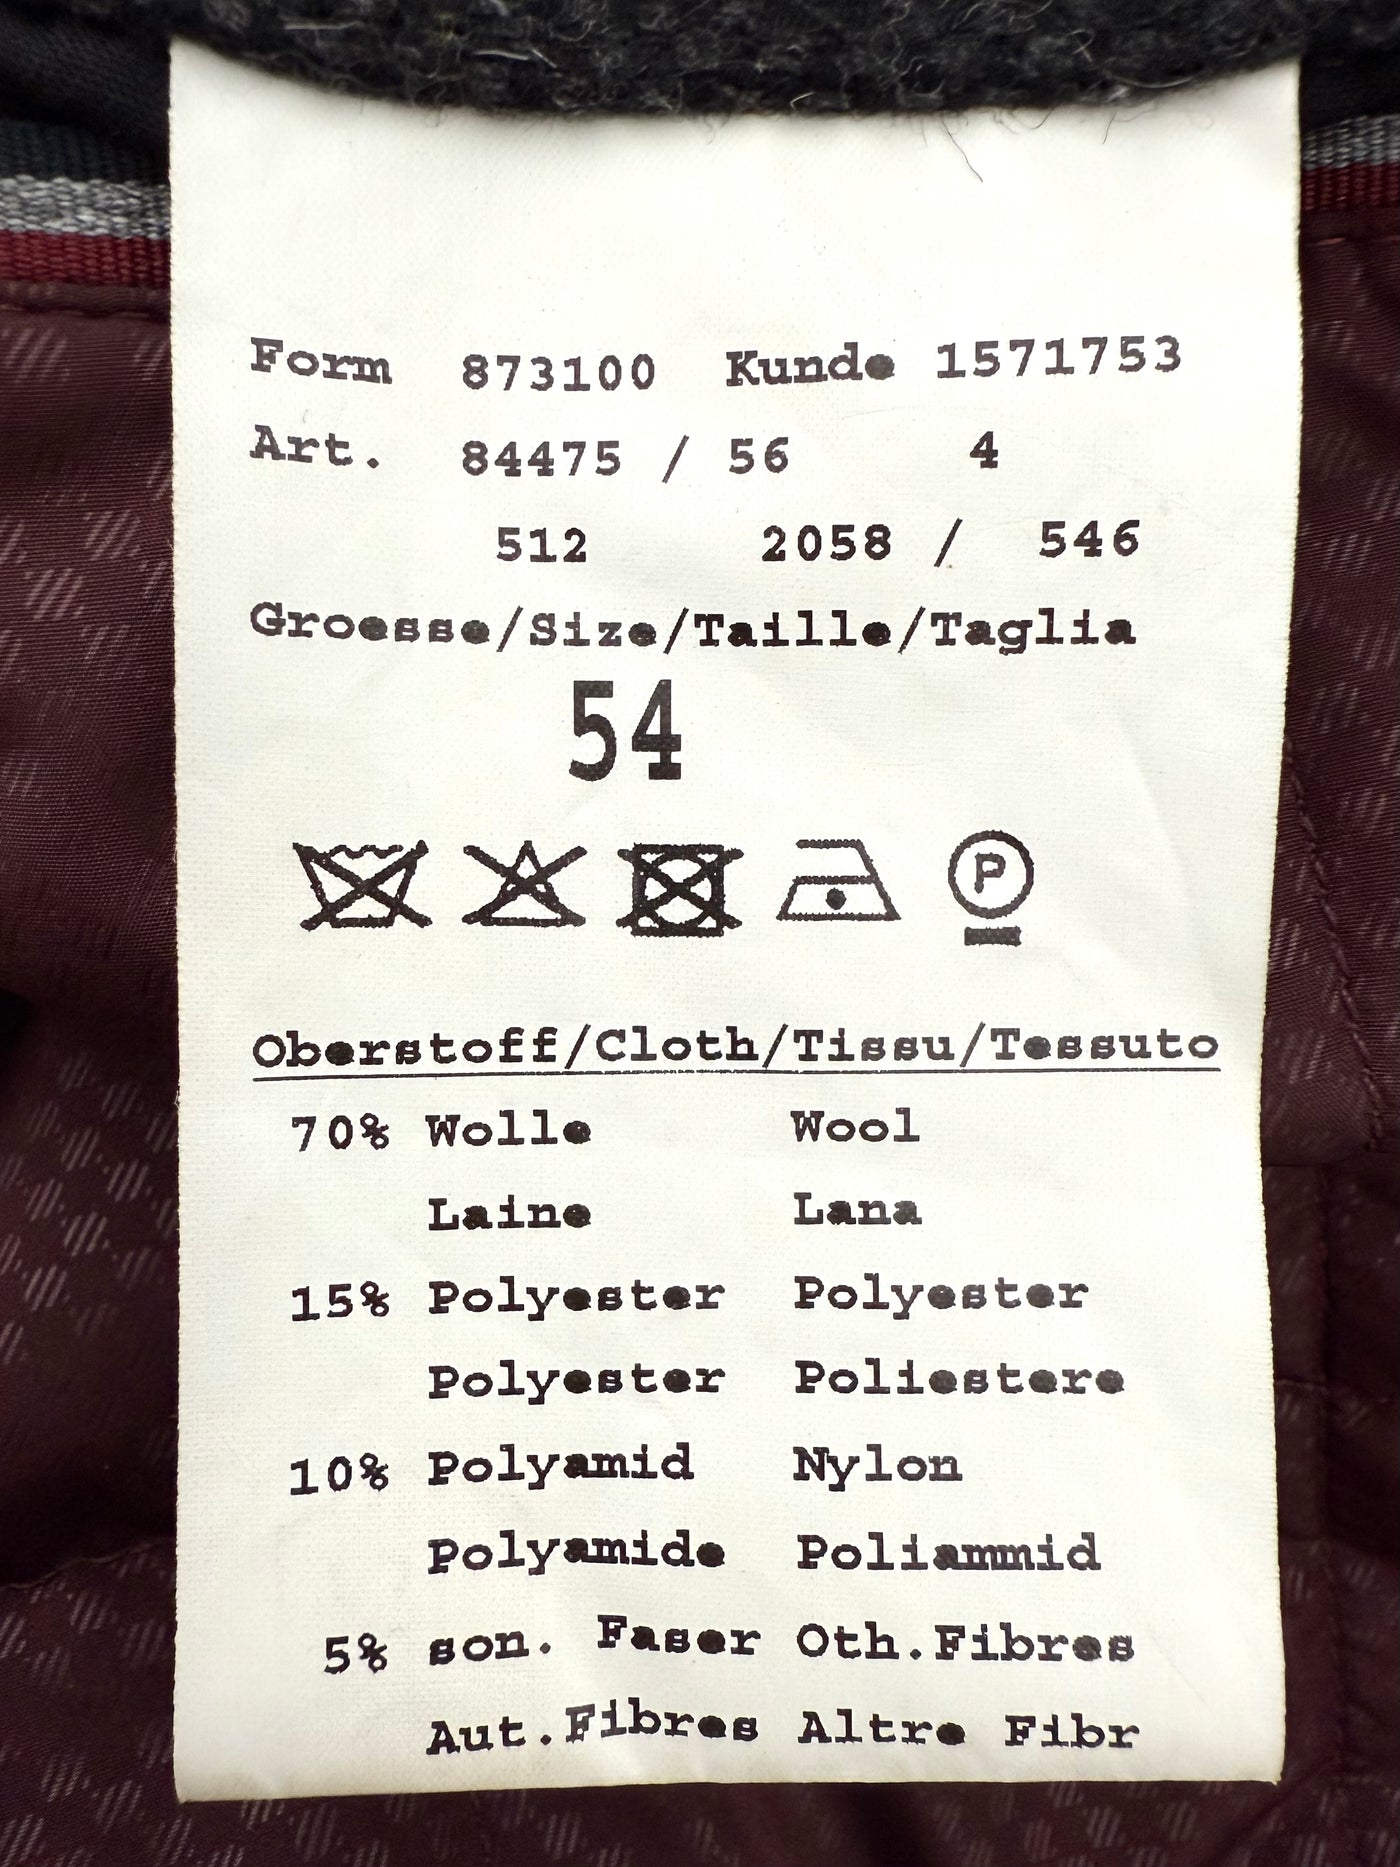 Form 873100 Kunde 1571753
Art. 84475 / 56 4
512 2058 / 546
Groesse/Size/Taille/Taglia
54
P
Oberstoff/Cloth/Tissu/Tessuto
70% Wolle Wool
Laine Lana
15% Polyester Polyester
Polyester Poliestere
10% Polyamid Nylon
Polyamide Poliammid
5% son. Faser Oth.Fibres
Aut.Fibres Altre Fibr